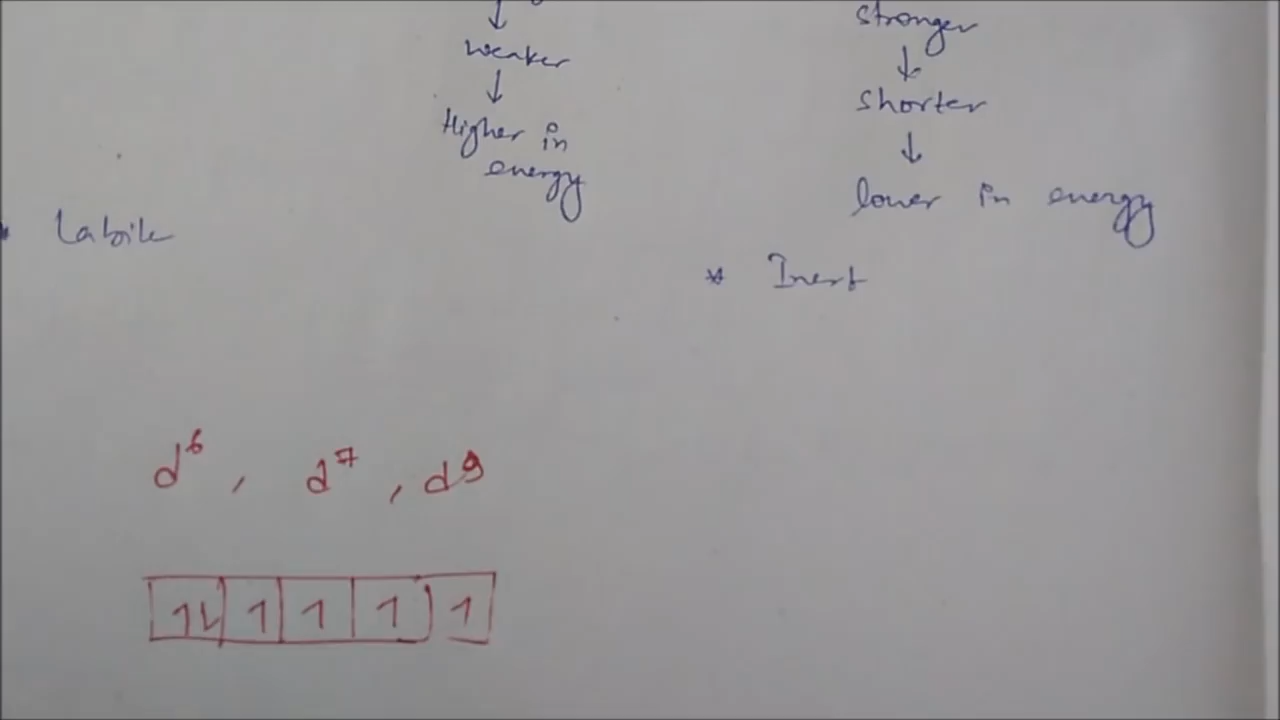 ↓
weaker
↓
Higher in
energy
stronger
↓
shorter
↓
lower in energy
Labile
* Inert
d⁶ , d⁷ , d⁹
1↓ 1 1 1 1